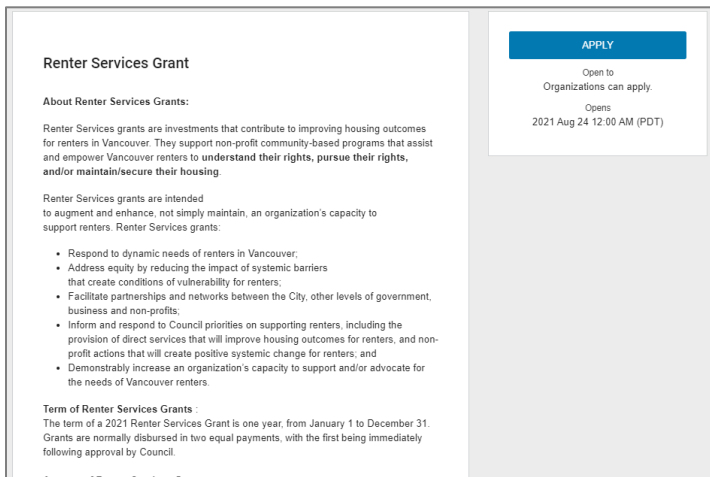 Renter Services Grant
About Renter Services Grants:
Renter Services grants are investments that contribute to improving housing outcomes
for renters in Vancouver. They support non-profit community-based programs that assist
and empower Vancouver renters to understand their rights, pursue their rights,
and/or maintain/secure their housing.
Renter Services grants are intended
to augment and enhance, not simply maintain, an organization's capacity to
support renters. Renter Services grants:
• Respond to dynamic needs of renters in Vancouver;
• Address equity by reducing the impact of systemic barriers
that create conditions of vulnerability for renters;
• Facilitate partnerships and networks between the City, other levels of government,
business and non-profits;
• Inform and respond to Council priorities on supporting renters, including the
provision of direct services that will improve housing outcomes for renters, and non-
profit actions that will create positive systemic change for renters; and
• Demonstrably increase an organization's capacity to support and/or advocate for
the needs of Vancouver renters.
Term of Renter Services Grants :
The term of a 2021 Renter Services Grant is one year, from January 1 to December 31.
Grants are normally disbursed in two equal payments, with the first being immediately
following approval by Council.
APPLY
Open to
Organizations can apply.
Opens
2021 Aug 24 12:00 AM (PDT)